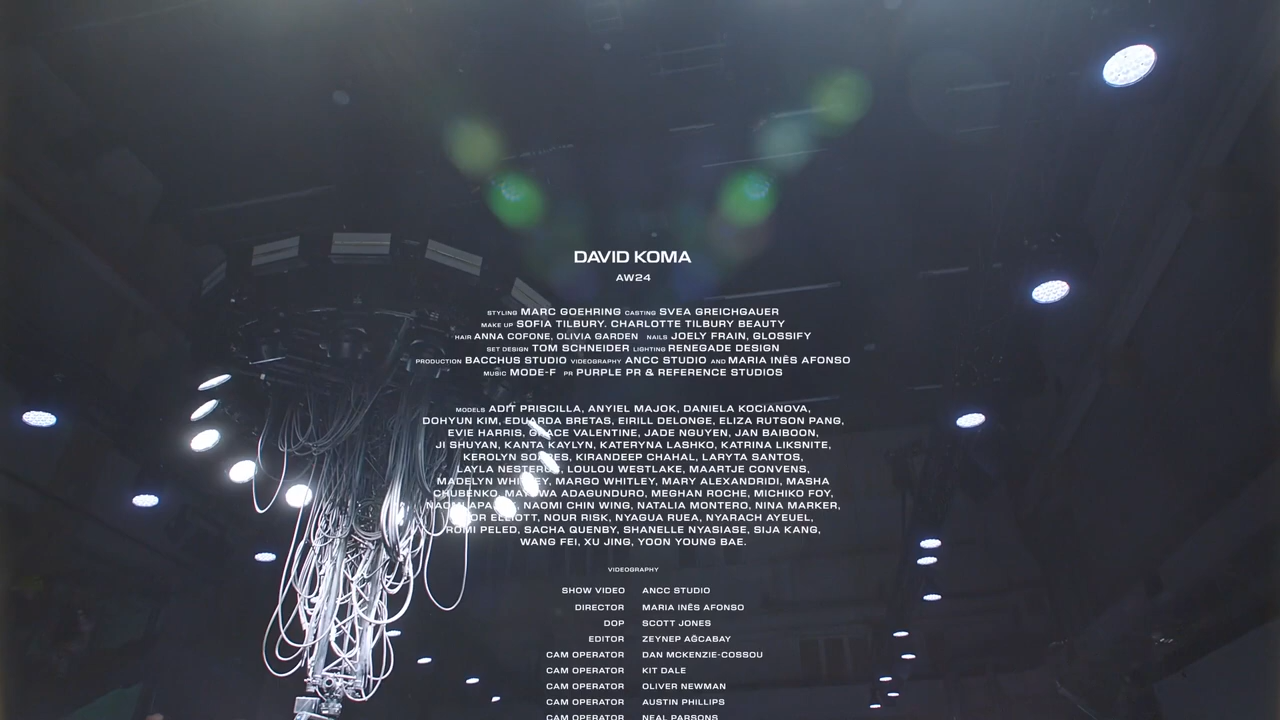 DAVID KOMA
AW24
STYLING MARC GOEHRING CASTING SVEA GREICHGAUER
MAKE UP SOFIA TILBURY. CHARLOTTE TILBURY BEAUTY
HAIR ANNA COFONE, OLIVIA GARDEN NAILS JOELY FRAIN, GLOSSIFY
SET DESIGN TOM SCHNEIDER LIGHTING RENEGADE DESIGN
PRODUCTION BACCHUS STUDIO VIDEOGRAPHY ANCC STUDIO AND MARIA INÊS AFONSO
MUSIC MODE-F PR PURPLE PR & REFERENCE STUDIOS
MODELS ADIT PRISCILLA, ANYIEL MAJOK, DANIELA KOCIANOVA,
DOHYUN KIM, EDUARDA BRETAS, EIRILL DELONGE, ELIZA RUTSON PANG,
EVIE HARRIS, GRACE VALENTINE, JADE NGUYEN, JAN BAIBOON,
JI SHUYAN, KANTA KAYLYN, KATERYNA LASHKO, KATRINA LIKSNITE,
KEROLYN SOARES, KIRANDEEP CHAHAL, LARYTA SANTOS,
LAYLA LOULOU WESTLAKE, MAARTJE CONVENS,
MADELYN WHITLEY, MARGO WHITLEY, MARY ALEXANDRIDI, MASHA
CHUBENKO, ADAGUNDURO, MEGHAN ROCHE, MICHIKO FOY,
NAOMI NAOMI CHIN WING, NATALIA MONTERO, NINA MARKER,
ELLIOTT, NOUR RISK, NYAGUA RUEA, NYARACH AYEUEL,
ROMI PELED, SACHA QUENBY, SHANELLE NYASIASE, SIJA KANG,
WANG FEI, XU JING, YOON YOUNG BAE.
VIDEOGRAPHY
SHOW VIDEO ANCC STUDIO
DIRECTOR MARIA INÊS AFONSO
DOP SCOTT JONES
EDITOR ZEYNEP AĞCABAY
CAM OPERATOR DAN MCKENZIE-COSSOU
CAM OPERATOR KIT DALE
CAM OPERATOR OLIVER NEWMAN
CAM OPERATOR AUSTIN PHILLIPS
CAM OPERATOR NEAL PARSONS